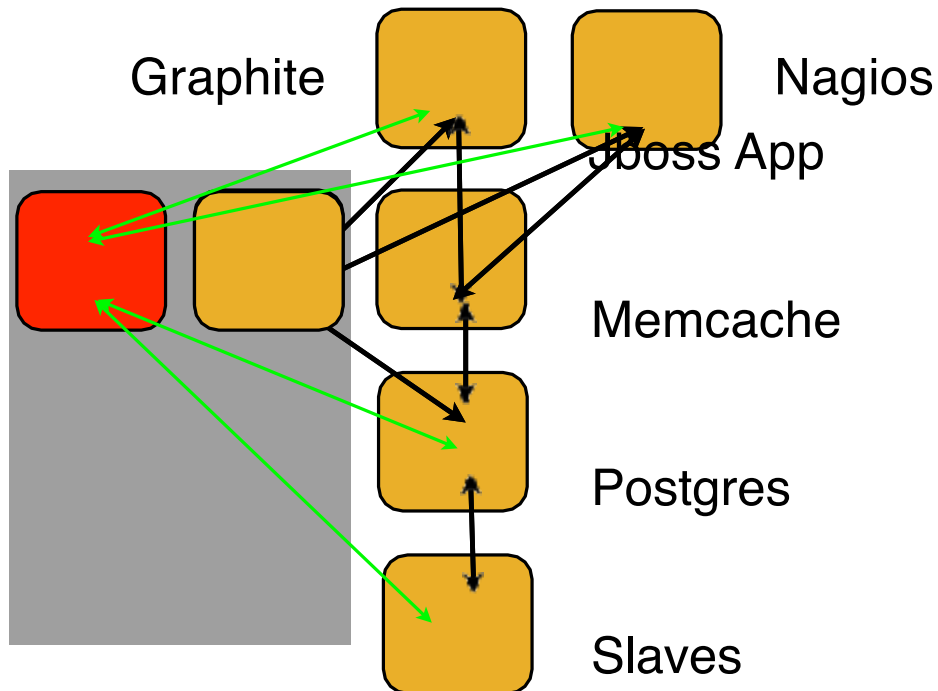 Graphite
Nagios
Jboss App
Memcache
Postgres
Slaves